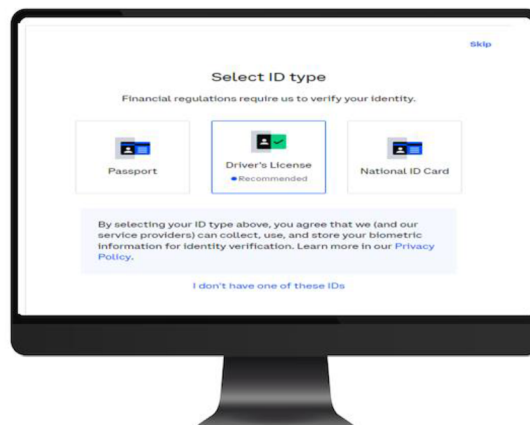 Skip
Select ID type
Financial regulations require us to verify your identity.
Passport
Driver's License
Recommended
National ID Card
By selecting your ID type above, you agree that we (and our
service providers) can collect, use, and store your biometric
information for identity verification. Learn more in our Privacy
Policy.
I don't have one of these IDs